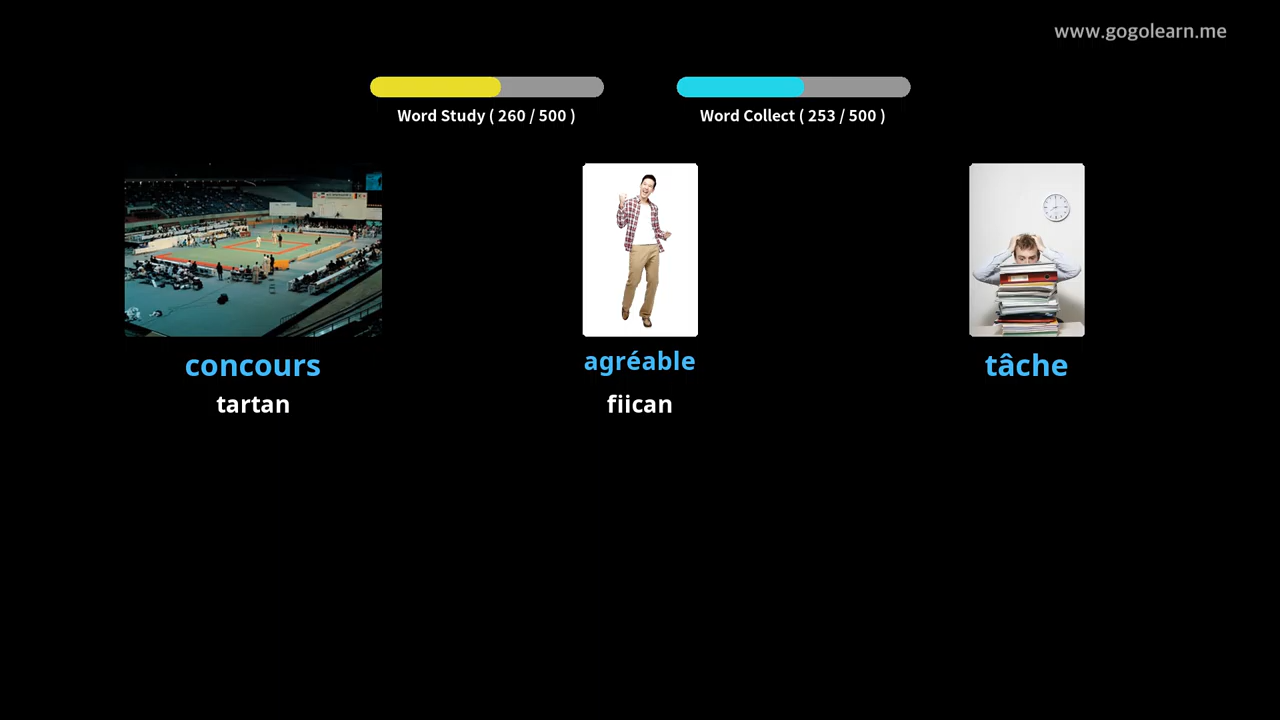 www.gogolearn.me
Word Study ( 260 / 500 )
Word Collect ( 253 / 500 )
concours
agréable
tâche
tartan
fiican